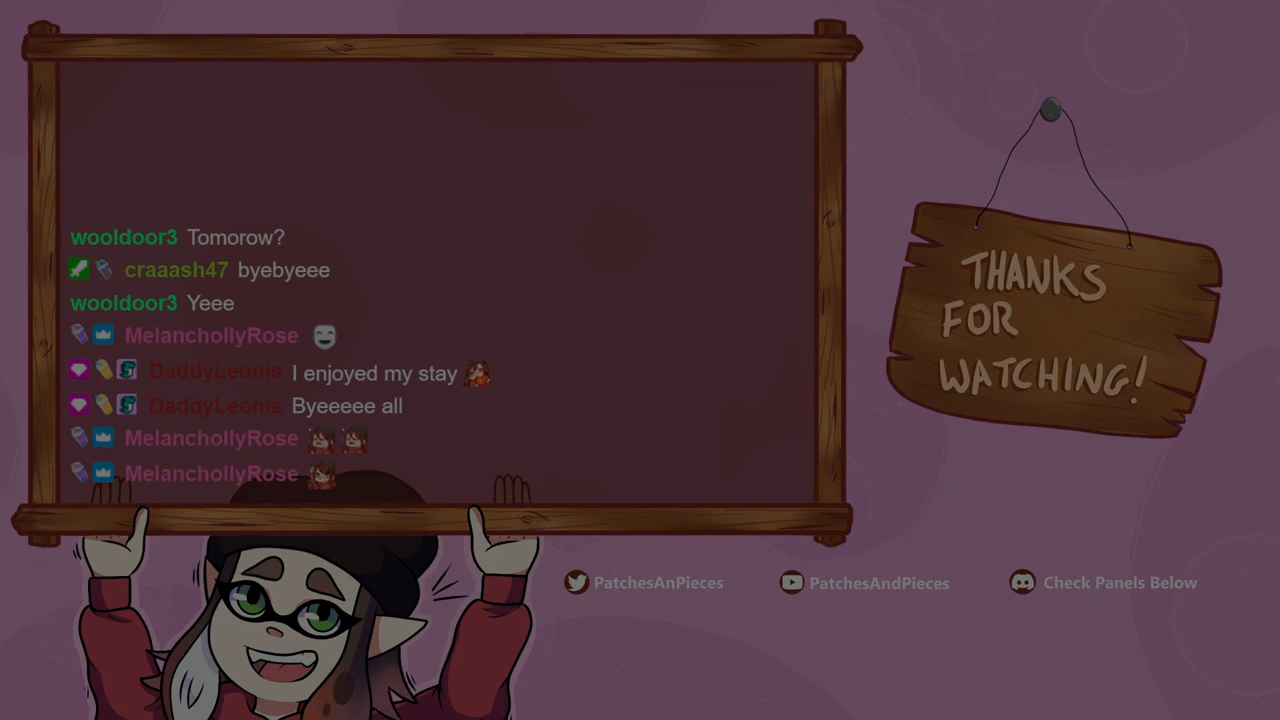 wooldoor3 Tomorow?
craaash47 byebyeee
wooldoor3 Yeee
MelanchollyRose
DaddyLeonis I enjoyed my stay
DaddyLeonis Byeeeee all
MelanchollyRose
MelanchollyRose
THANKS
FOR
WATCHING!
PatchesAnPieces
PatchesAndPieces
Check Panels Below